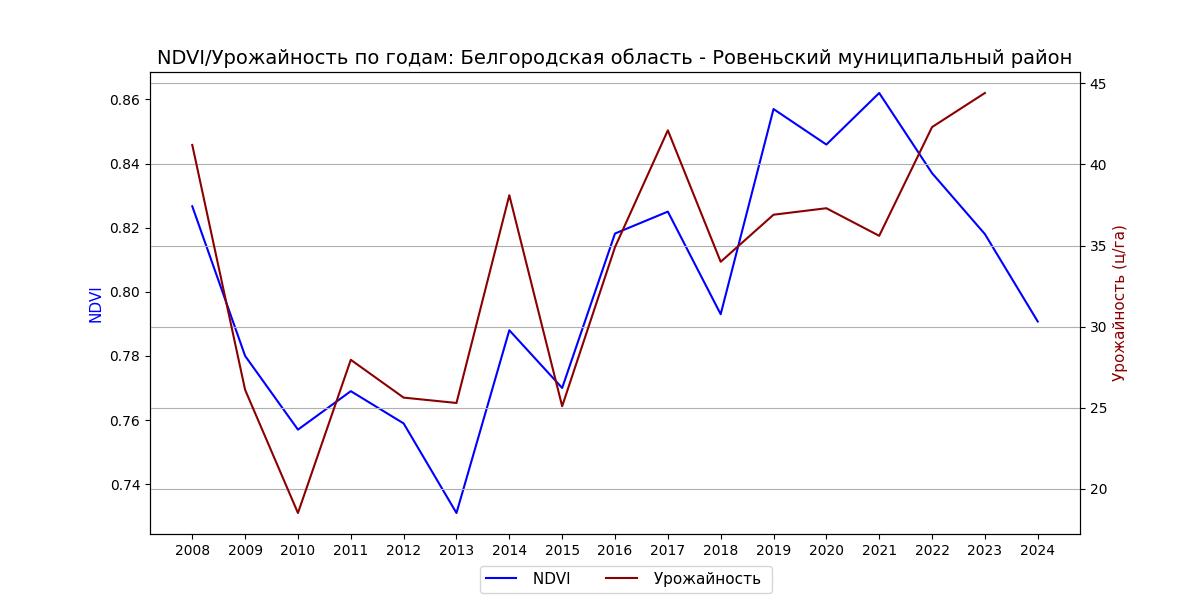 NDVI/Урожайность по годам: Белгородская область - Ровеньский муниципальный район
0.86
0.84
0.82
0.80
0.78
0.76
0.74
NDVI
45
40
35
30
25
20
Урожайность (ц/га)
2008 2009 2010 2011 2012 2013 2014 2015 2016 2017 2018 2019 2020 2021 2022 2023 2024
NDVI Урожайность